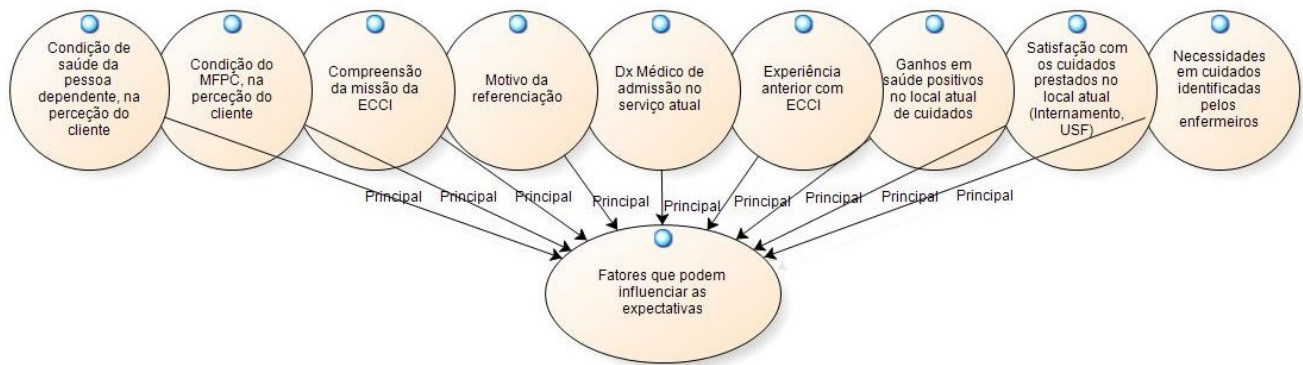 Condição de
saúde da
pessoa
dependente, na
perceção do
cliente
Condição do
MFPC, na
perceção do
cliente
Compreensão
da missão da
ECCI
Motivo da
referenciação
Dx Médico de
admissão no
serviço atual
Experiência
anterior com
ECCI
Ganhos em
saúde positivos
no local atual
de cuidados
Satisfação com
os cuidados
prestados no
local atual
(Internamento,
USF)
Necessidades
em cuidados
identificadas
pelos
enfermeiros
Principal
Principal
Principal
Principal
Principal
Principal
Principal
Principal
Principal
Fatores que podem
influenciar as
expectativas